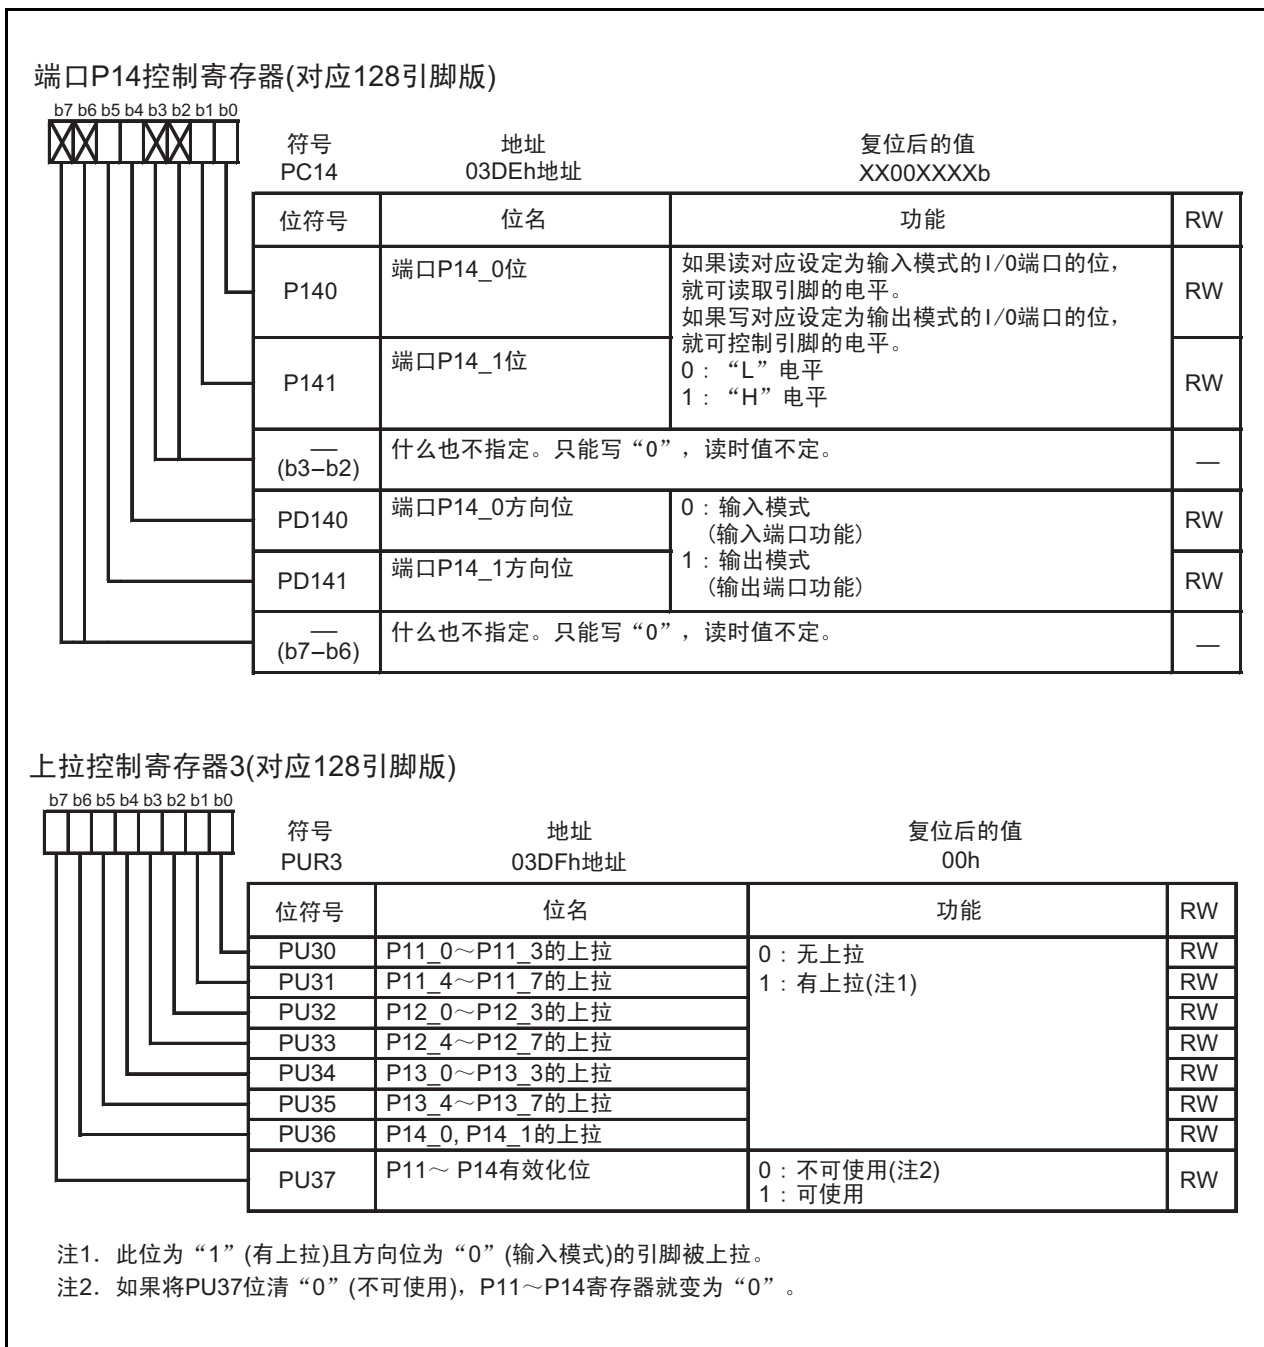 端口P14控制寄存器(对应128引脚版)
b7 b6 b5 b4 b3 b2 b1 b0
符号 地址 复位后的值
PC14 03DEh地址 XX00XXXXb
位符号 位名 功能 RW
P140 端口P14_0位 RW
如果读对应设定为输入模式的I/O端口的位，
就可读取引脚的电平。
如果写对应设定为输出模式的I/O端口的位，
就可控制引脚的电平。
0：“L”电平
1：“H”电平
P141 端口P14_1位 RW
—
(b3–b2) 什么也不指定。只能写“0”，读时值不定。 —
PD140 端口P14_0方向位 RW
0：输入模式
(输入端口功能)
1：输出模式
(输出端口功能)
PD141 端口P14_1方向位 RW
—
(b7–b6) 什么也不指定。只能写“0”，读时值不定。 —
上拉控制寄存器3(对应128引脚版)
b7 b6 b5 b4 b3 b2 b1 b0
符号 地址 复位后的值
PUR3 03DFh地址 00h
位符号 位名 功能 RW
PU30 P11_0～P11_3的上拉 0：无上拉 RW
PU31 P11_4～P11_7的上拉 1：有上拉(注1) RW
PU32 P12_0～P12_3的上拉 RW
PU33 P12_4～P12_7的上拉 RW
PU34 P13_0～P13_3的上拉 RW
PU35 P13_4～P13_7的上拉 RW
PU36 P14_0, P14_1的上拉 RW
PU37 P11～ P14有效化位 0：不可使用(注2) RW
1：可使用
注1. 此位为“1”(有上拉)且方向位为“0”(输入模式)的引脚被上拉。
注2. 如果将PU37位清“0”(不可使用)，P11～P14寄存器就变为“0”。